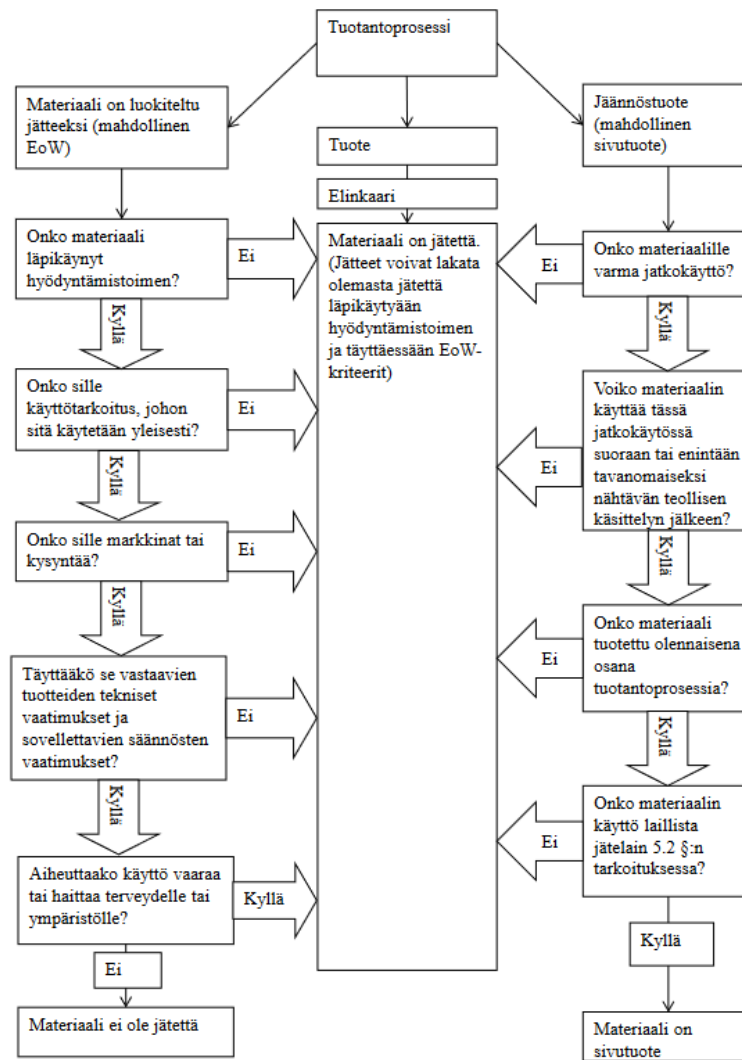 Tuotantoprosessi
Materiaali on luokiteltu
jätteeksi (mahdollinen
EoW)
Jäännöstuote
(mahdollinen
sivutuote)
Tuote
Elinkaari
Onko materiaali
läpikäynyt
hyödyntämistoimen?
Ei
Materiaali on jätettä.
(Jätteet voivat lakata
olemasta jätettä
läpikäytyään
hyödyntämistoimen
ja täyttäessään EoW-
kriteerit)
Ei
Onko materiaalille
varma jatkokäyttö?
Kyllä
Kyllä
Onko sille
käyttötarkoitus, johon
sitä käytetään yleisesti?
Ei
Ei
Voiko materiaalin
käyttää tässä
jatkokäytössä
suoraan tai enintään
tavanomaiseksi
nähtävän teollisen
käsittelyn jälkeen?
Kyllä
Onko sille markkinat tai
kysyntää?
Ei
Kyllä
Kyllä
Täyttääkö se vastaavien
tuotteiden tekniset
vaatimukset ja
sovellettavien säännösten
vaatimukset?
Ei
Ei
Onko materiaali
tuotettu olennaisena
osana
tuotantoprosessia?
Kyllä
Kyllä
Aiheuttaako käyttö vaaraa
tai haittaa terveydelle tai
ympäristölle?
Kyllä
Ei
Onko materiaalin
käyttö laillista
jätelain 5.2 §:n
tarkoituksessa?
Ei
Kyllä
Materiaali ei ole jätettä
Materiaali on
sivutuote